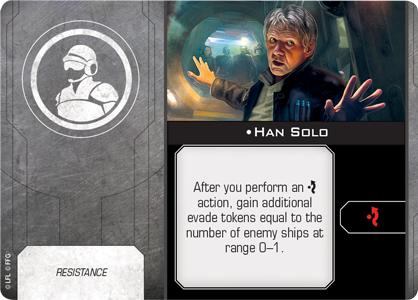 •Han Solo
After you perform an
action, gain additional
evade tokens equal to the
number of enemy ships at
range 0–1.
RESISTANCE
© LFL © FFG